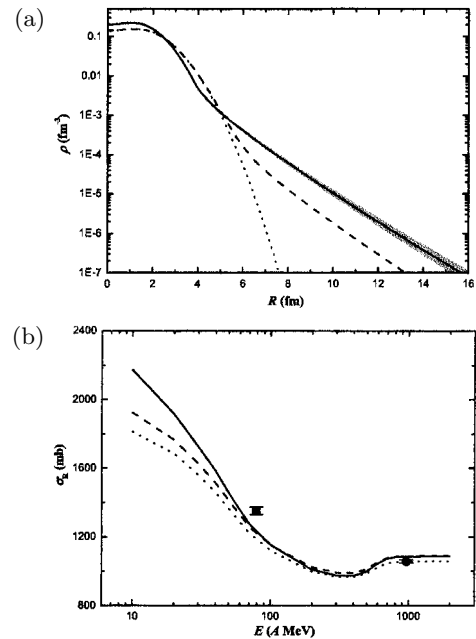 (a)
0.1
0.01
1E-3
1E-4
1E-5
1E-6
1E-7
ρ (fm⁻³)
0 2 4 6 8 10 12 14 16
R (fm)
(b)
2400
2000
1600
1200
800
σR (mb)
10 100 1000
E (A MeV)